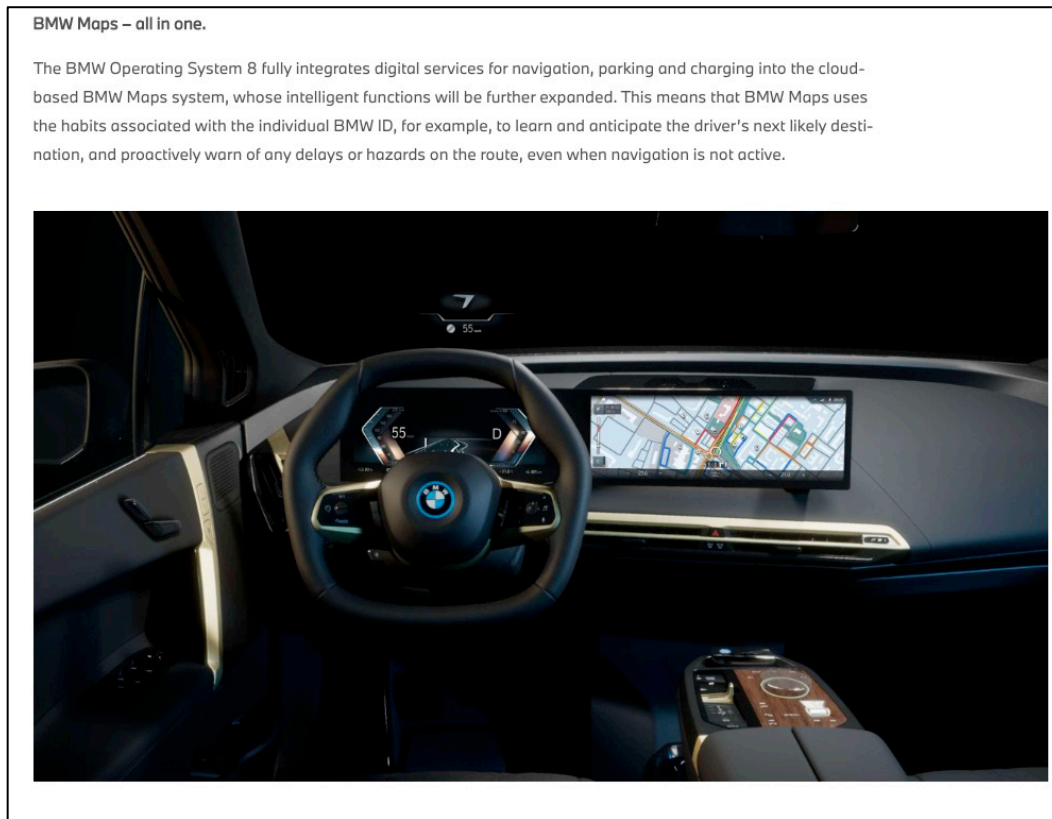 BMW Maps – all in one.
The BMW Operating System 8 fully integrates digital services for navigation, parking and charging into the cloud-
based BMW Maps system, whose intelligent functions will be further expanded. This means that BMW Maps uses
the habits associated with the individual BMW ID, for example, to learn and anticipate the driver's next likely desti-
nation, and proactively warn of any delays or hazards on the route, even when navigation is not active.
55
55
D
BMW